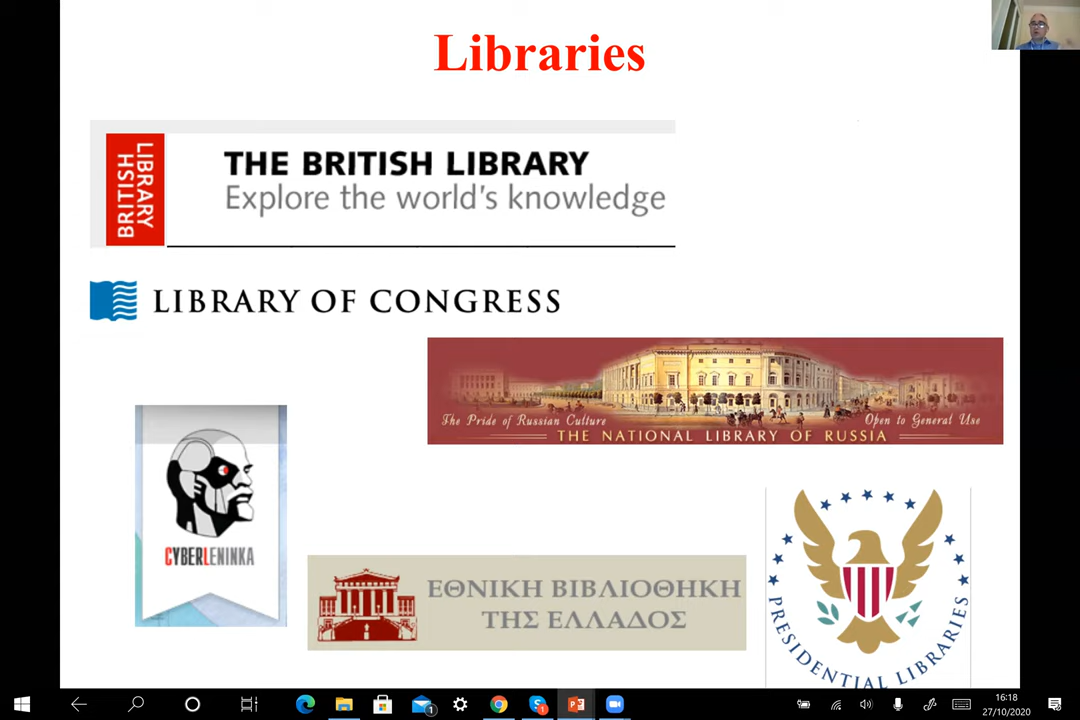 Libraries
BRITISH
LIBRARY
THE BRITISH LIBRARY
Explore the world's knowledge
LIBRARY OF CONGRESS
The Pride of Russian Culture
Open to General Use
THE NATIONAL LIBRARY OF RUSSIA
CYBERLENINKA
ΕΘΝΙΚΗ ΒΙΒΛΙΟΘΗΚΗ
ΤΗΣ ΕΛΛΑΔΟΣ
PRESIDENTIAL LIBRARIES
1
1
16:18
27/10/2020